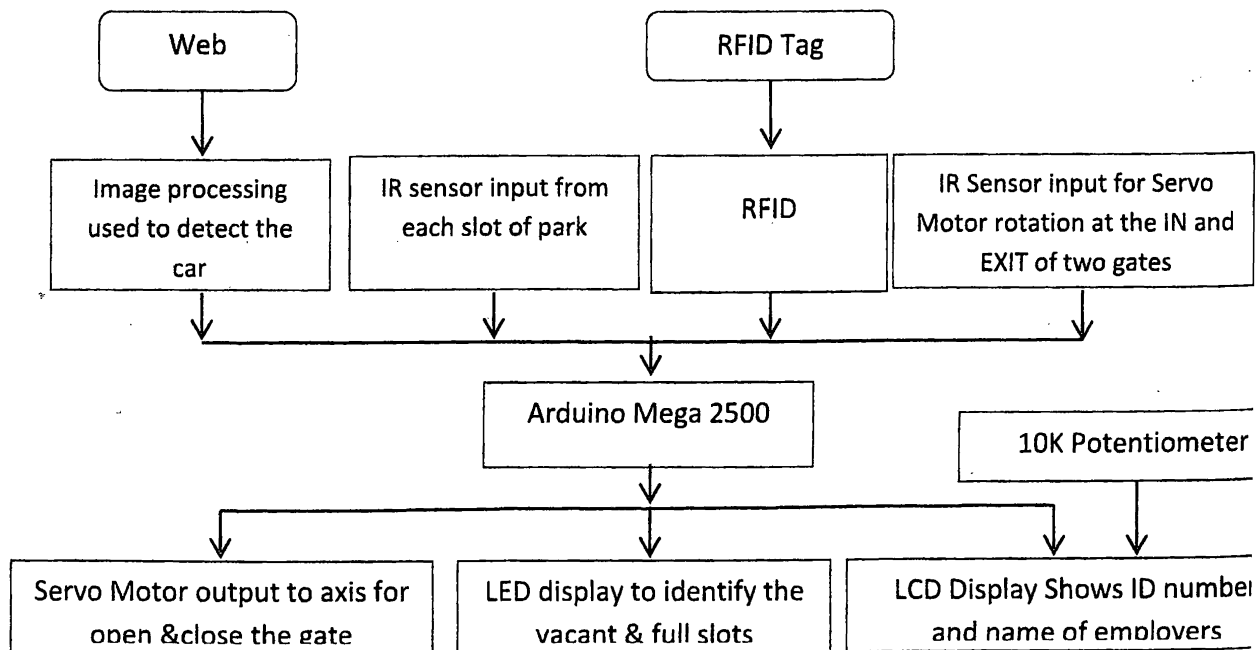 Web
RFID Tag
Image processing
used to detect the
car
IR sensor input from
each slot of park
RFID
IR Sensor input for Servo
Motor rotation at the IN and
EXIT of two gates
Arduino Mega 2500
10K Potentiometer
Servo Motor output to axis for
open &close the gate
LED display to identify the
vacant & full slots
LCD Display Shows ID number
and name of employers